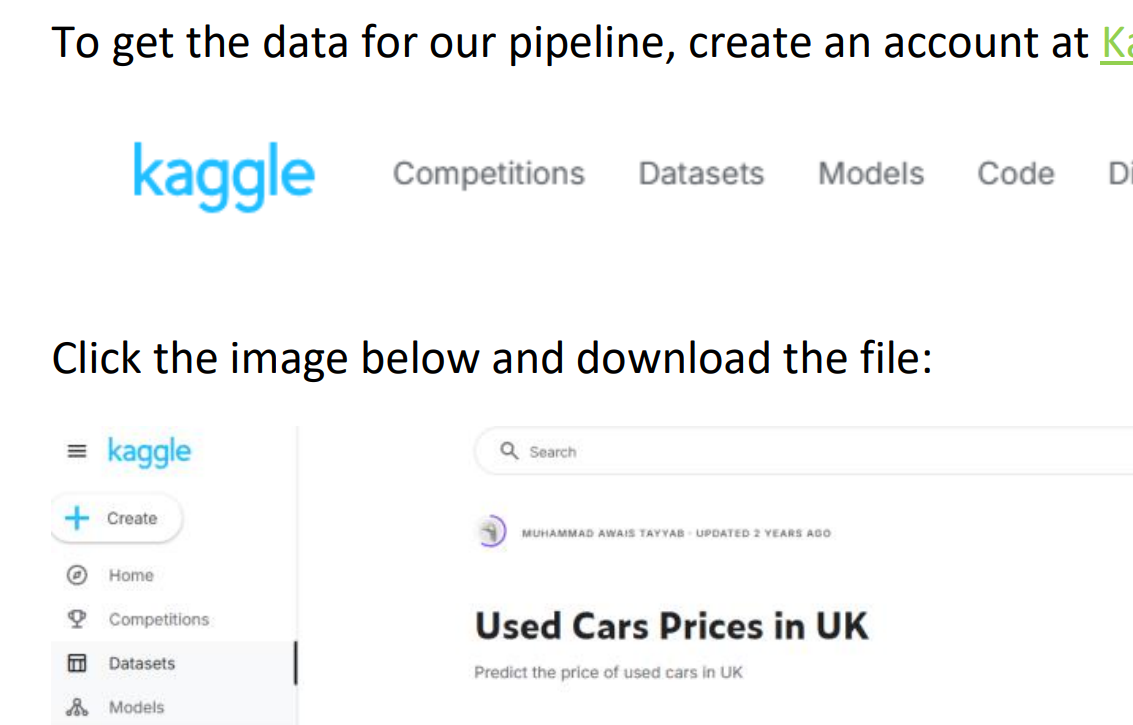 To get the data for our pipeline, create an account at
kaggle Competitions Datasets Models Code
Click the image below and download the file:
kaggle Search
Create
MUHAMMAD AWAIS TAYYAB · UPDATED 2 YEARS AGO
Home
Competitions
Used Cars Prices in UK
Datasets
Predict the price of used cars in UK
Models